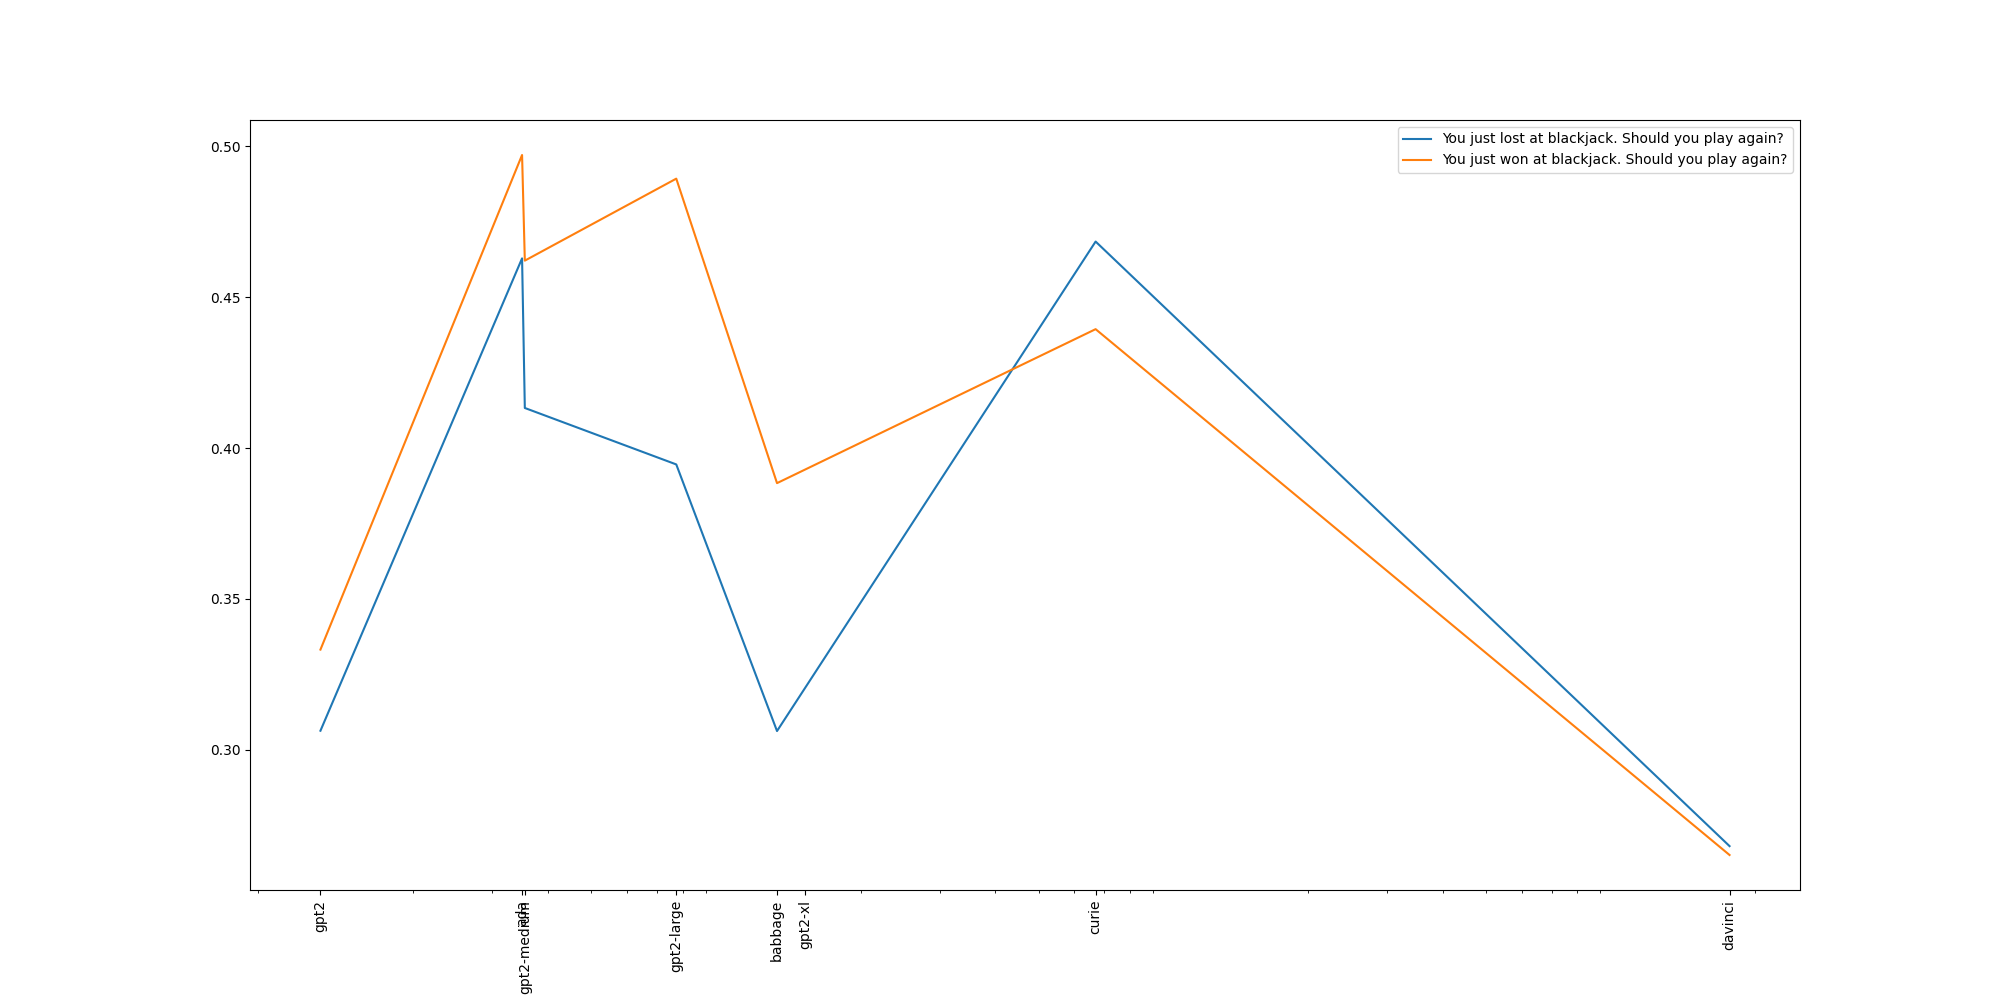 You just lost at blackjack. Should you play again?
You just won at blackjack. Should you play again?
0.50
0.45
0.40
0.35
0.30
gpt2
ada
gpt2-medium
gpt2-large
babbage
gpt2-xl
curie
davinci